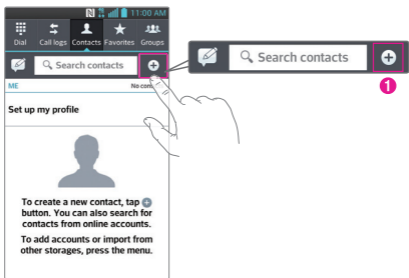 11:00 AM
Dial Call logs Contacts Favorites Groups
Search contacts
Search contacts
1
ME No
Set up my profile
To create a new contact, tap
button. You can also search for
contacts from online accounts.
To add accounts or import from
other storages, press the menu.